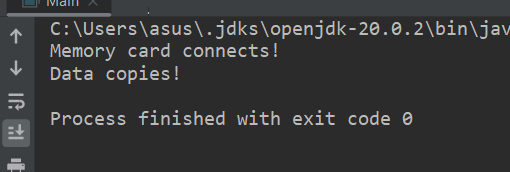 Main
C:\Users\asus\.jdks\openjdk-20.0.2\bin\jav
Memory card connects!
Data copies!
Process finished with exit code 0